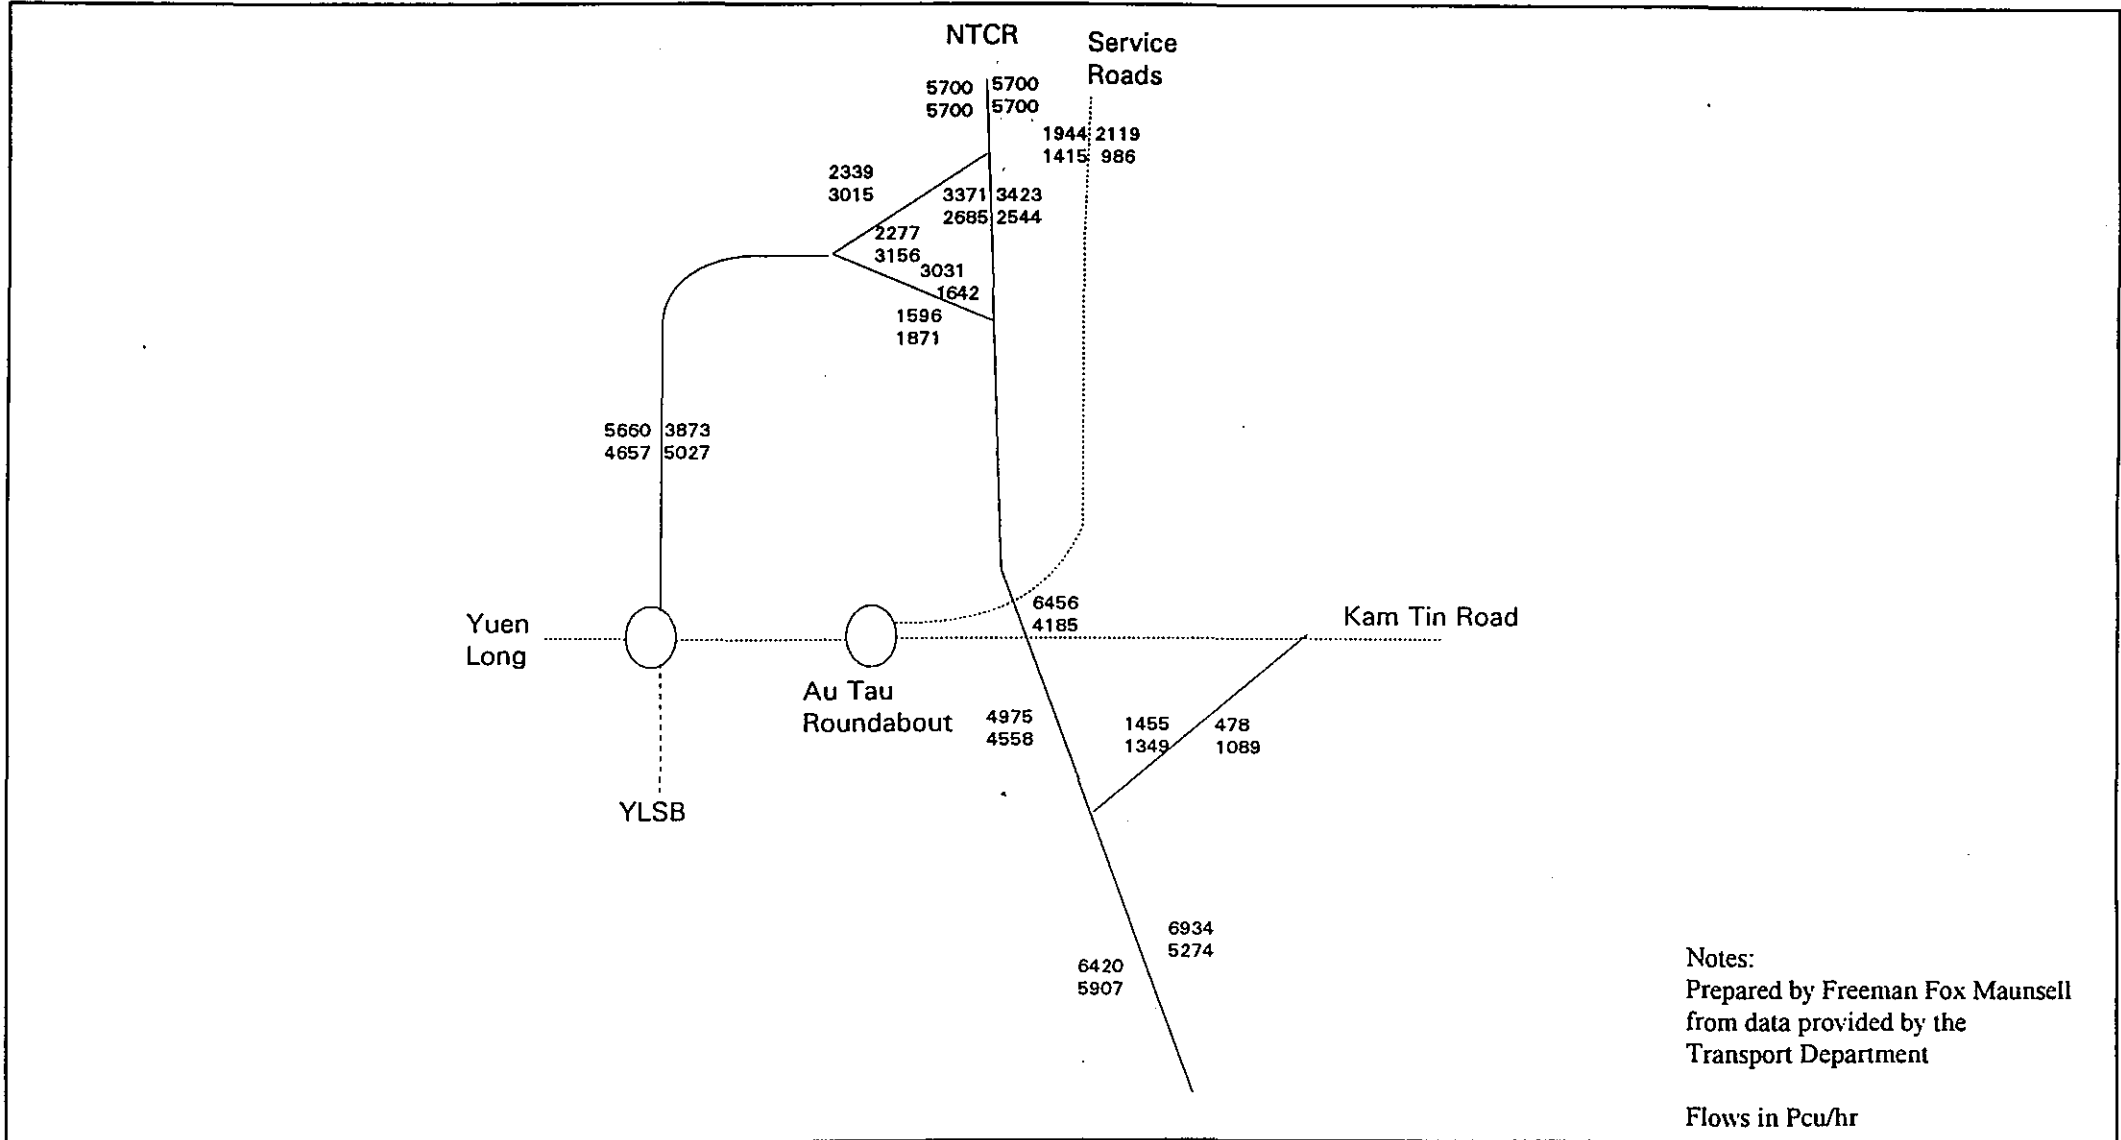 NTCR
Service
Roads
5700 5700
5700 5700
1944 2119
1415 986
2339
3015
3371 3423
2685 2544
2277
3156
3031
1642
1596
1871
5660 3873
4657 5027
6456
4185
Yuen
Long
Kam Tin Road
Au Tau
Roundabout
4975
4558
1455
1349
478
1089
YLSB
6934
5274
6420
5907
Notes:
Prepared by Freeman Fox Maunsell
from data provided by the
Transport Department
Flows in Pcu/hr